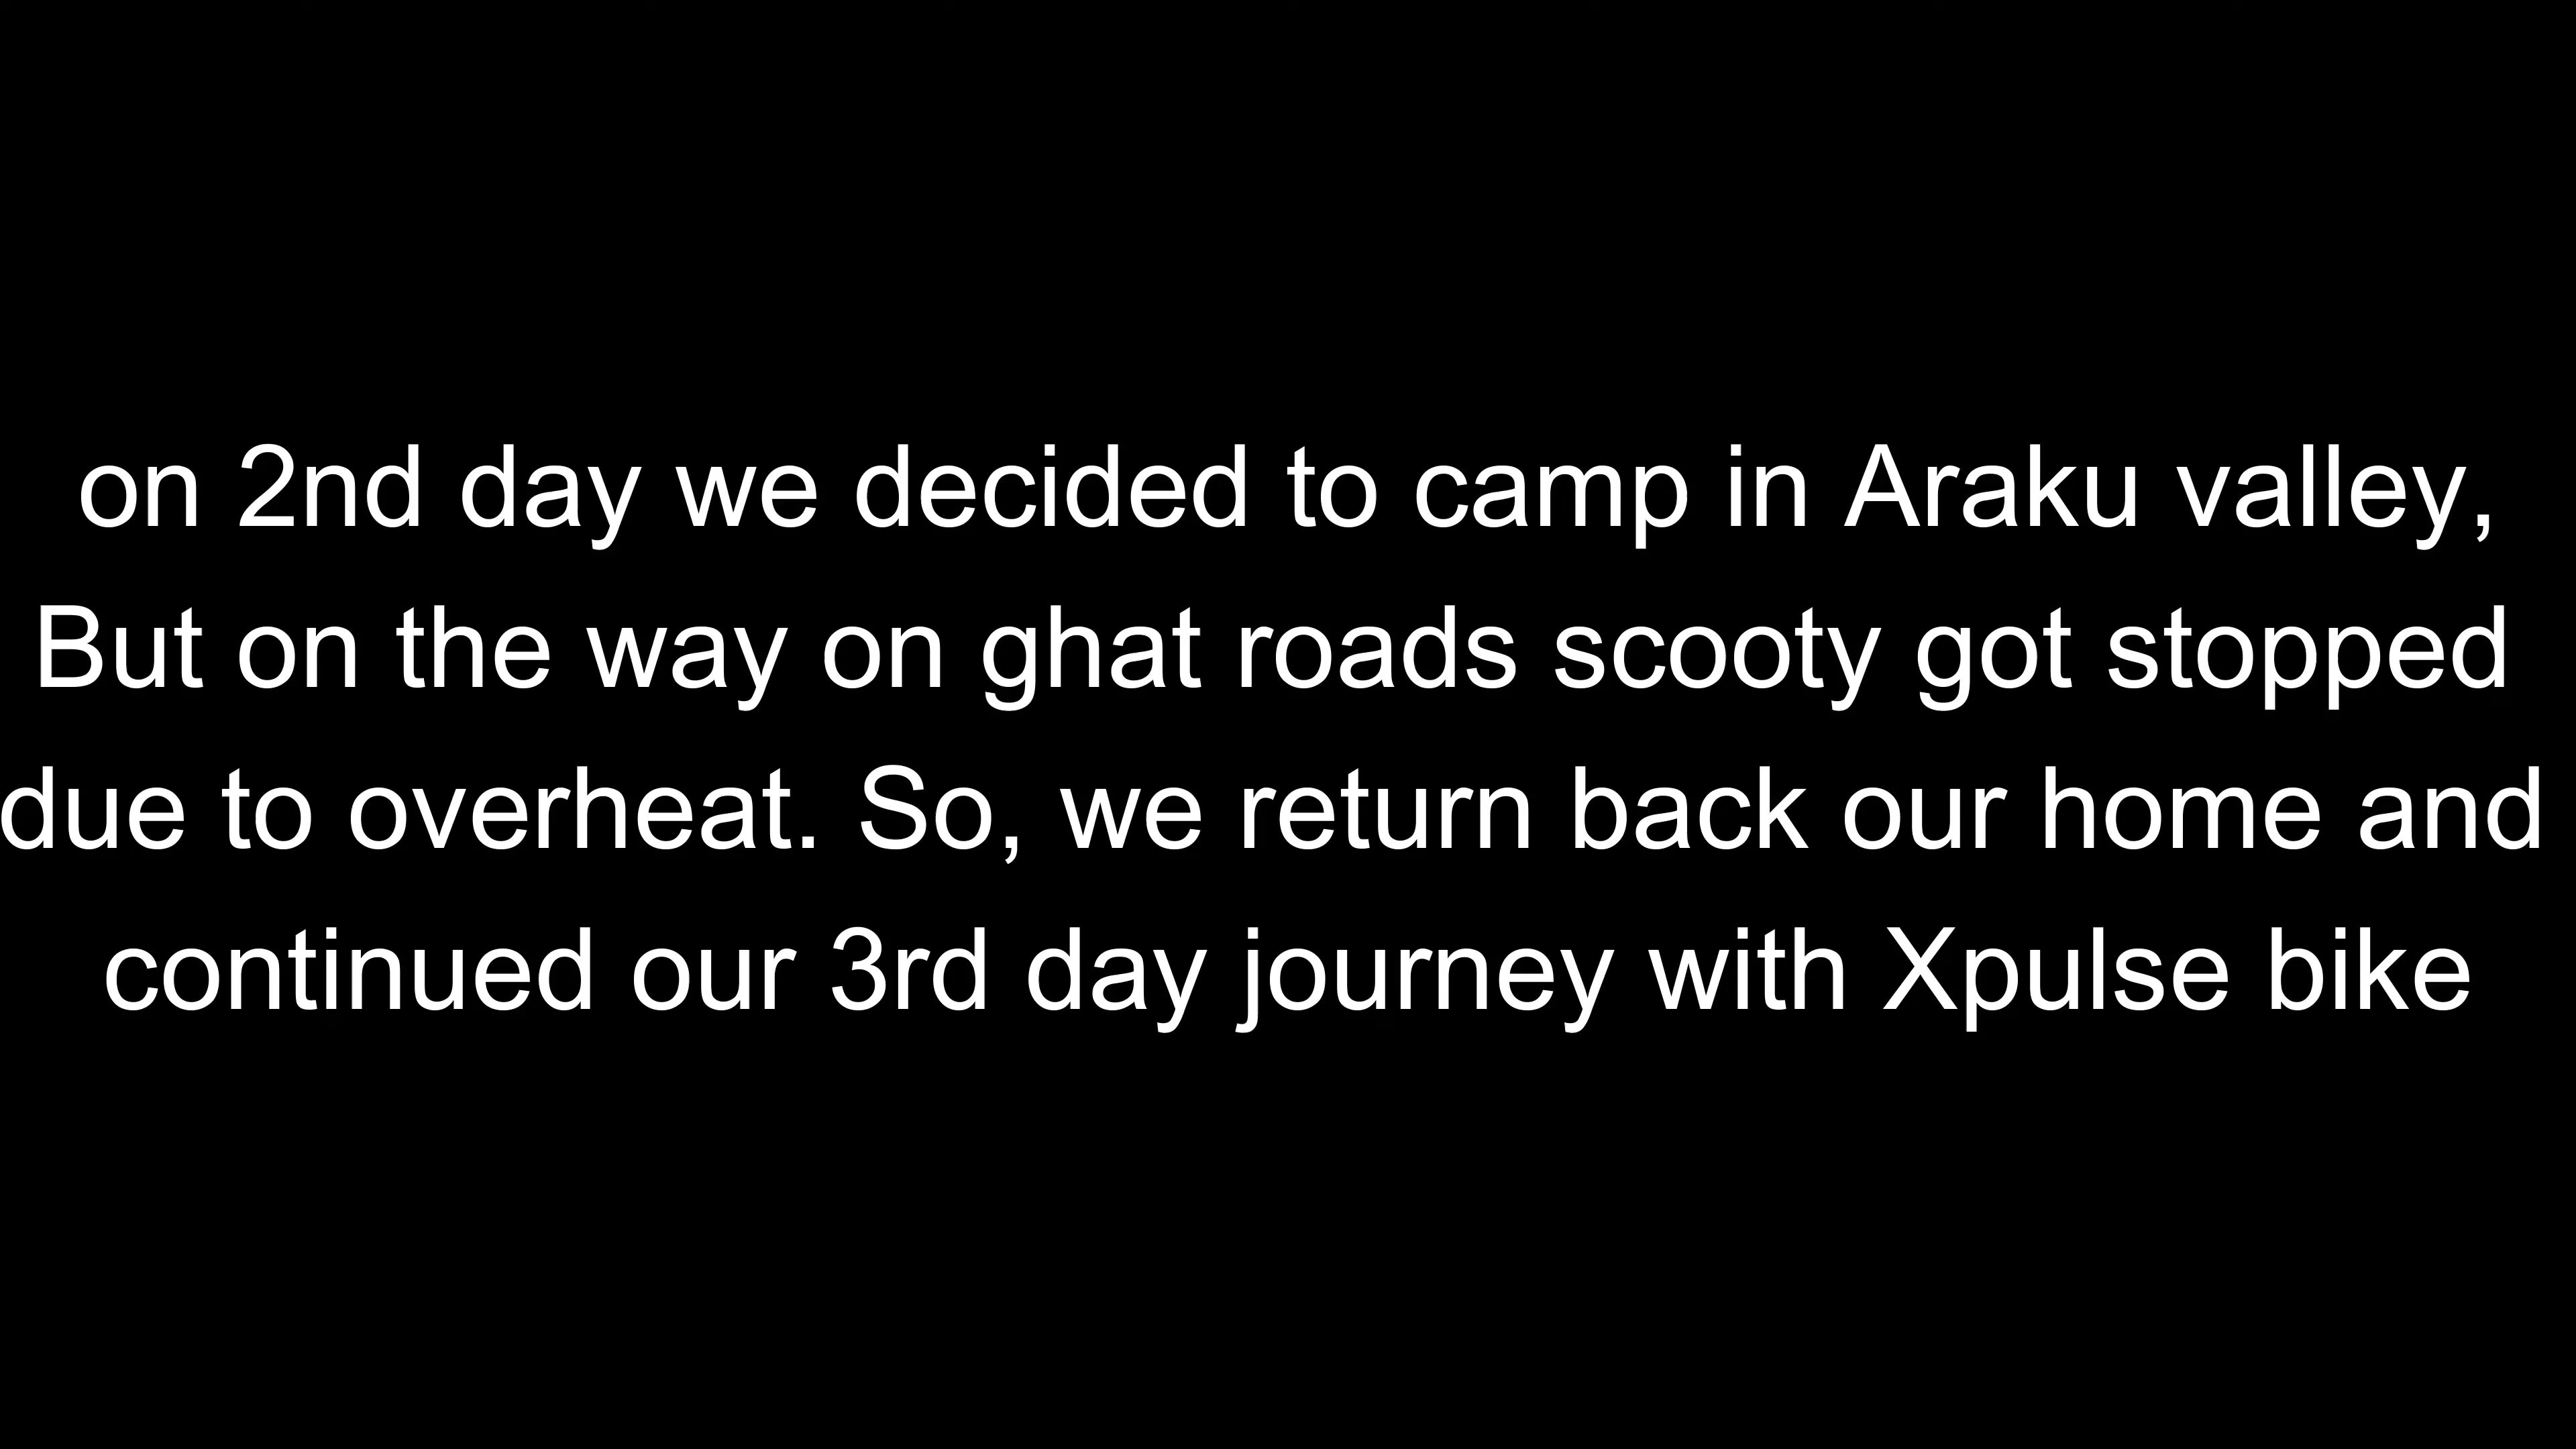 on 2nd day we decided to camp in Araku valley,
But on the way on ghat roads scooty got stopped
due to overheat. So, we return back our home and
continued our 3rd day journey with Xpulse bike